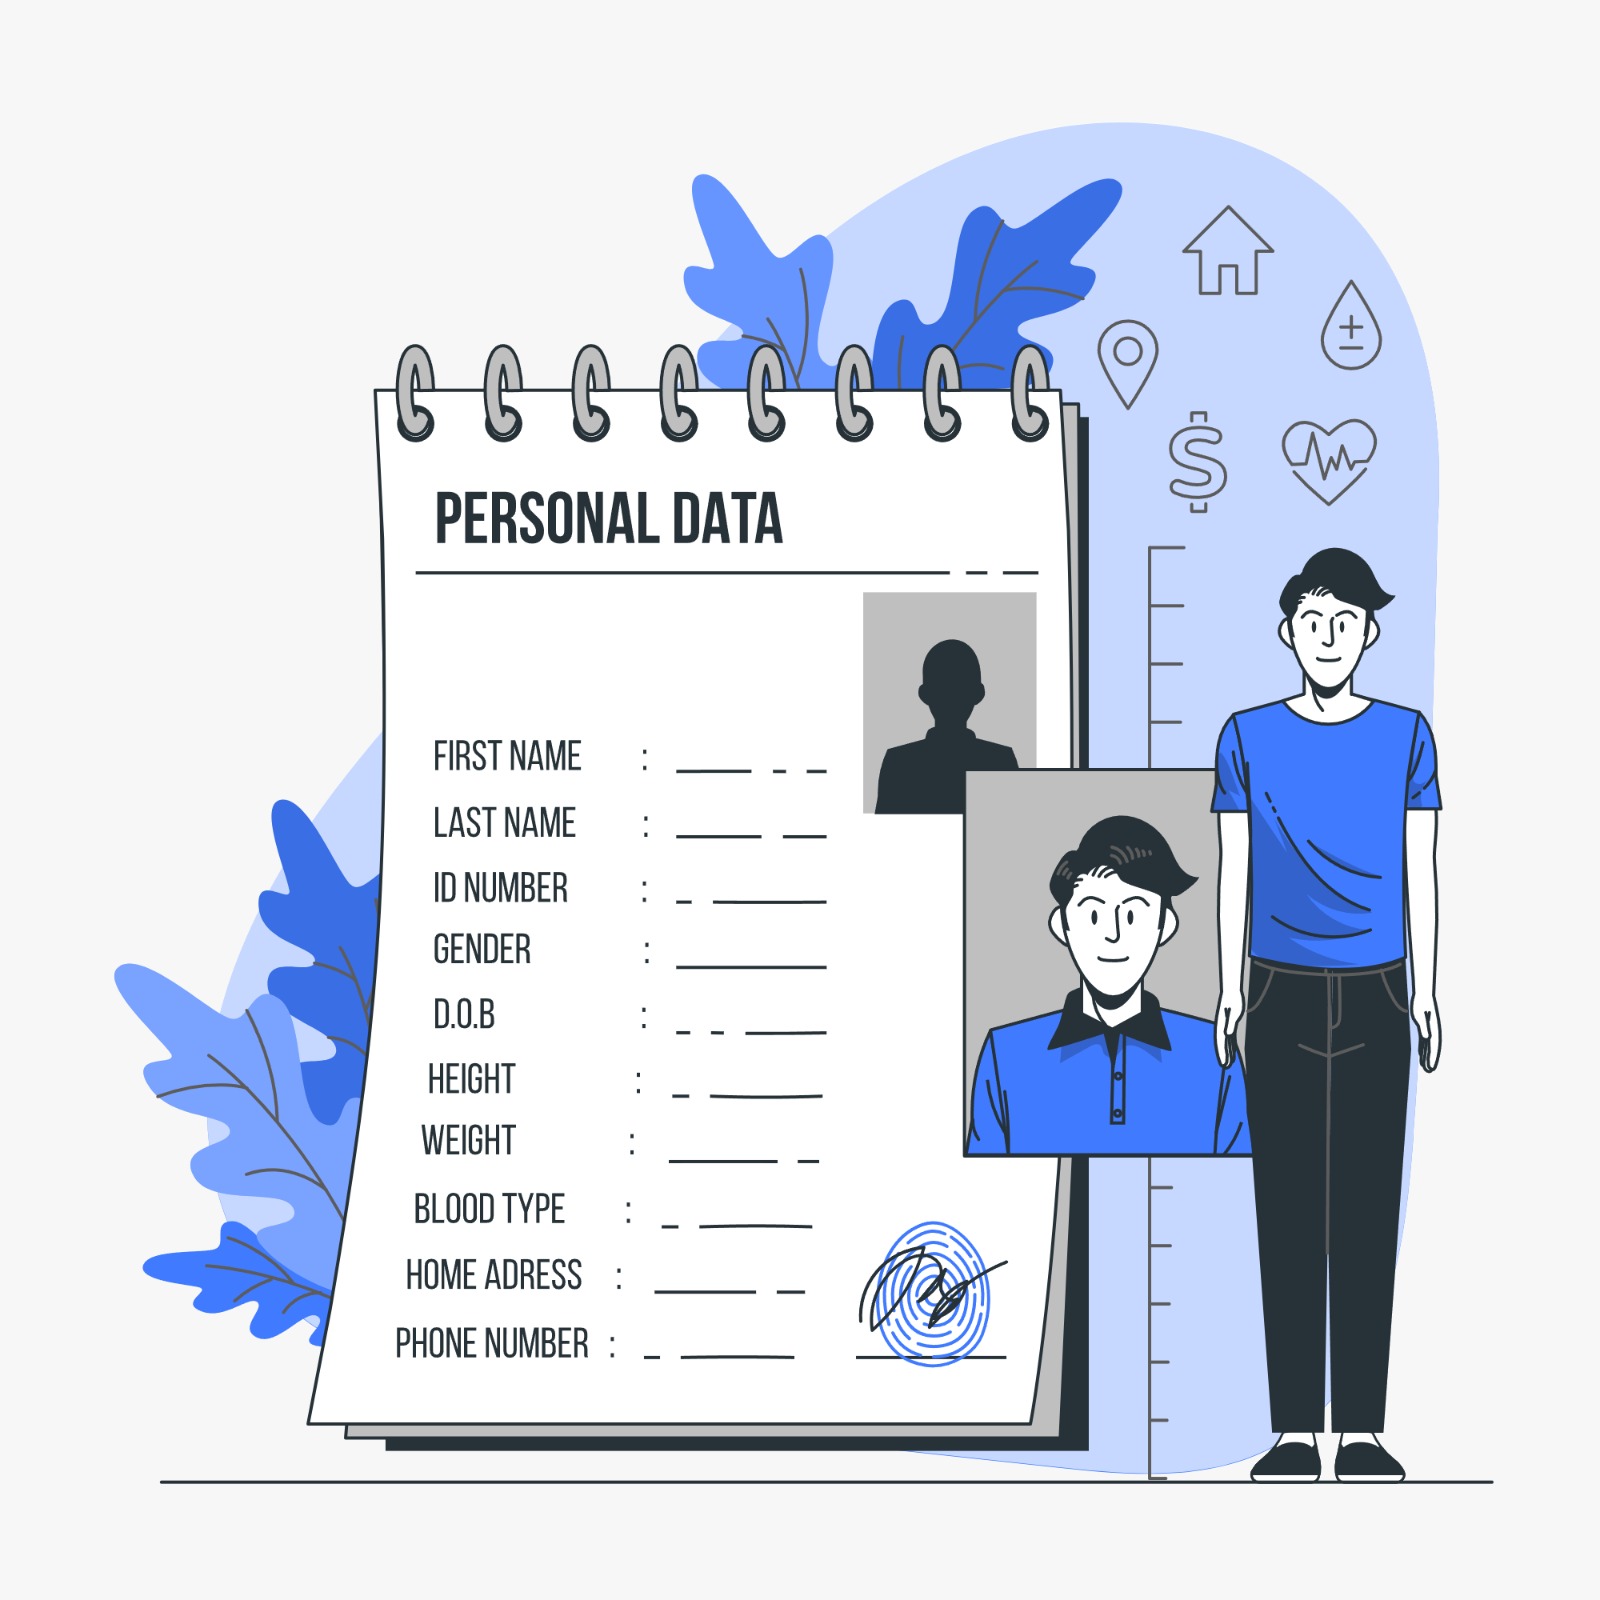 PERSONAL DATA
FIRST NAME :
LAST NAME :
ID NUMBER :
GENDER :
D.O.B :
HEIGHT :
WEIGHT :
BLOOD TYPE :
HOME ADRESS :
PHONE NUMBER :